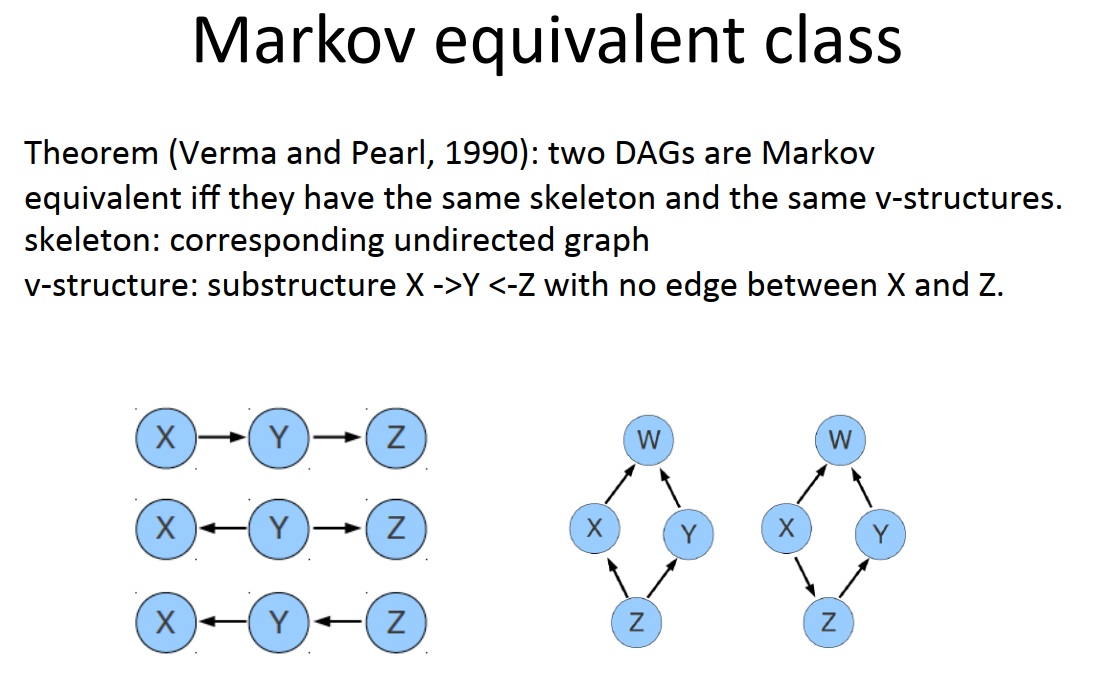 Markov equivalent class
Theorem (Verma and Pearl, 1990): two DAGs are Markov
equivalent iff they have the same skeleton and the same v-structures.
skeleton: corresponding undirected graph
v-structure: substructure X ->Y <-Z with no edge between X and Z.
X Y Z
X Y Z
X Y Z
W
X Y
Z
W
X Y
Z